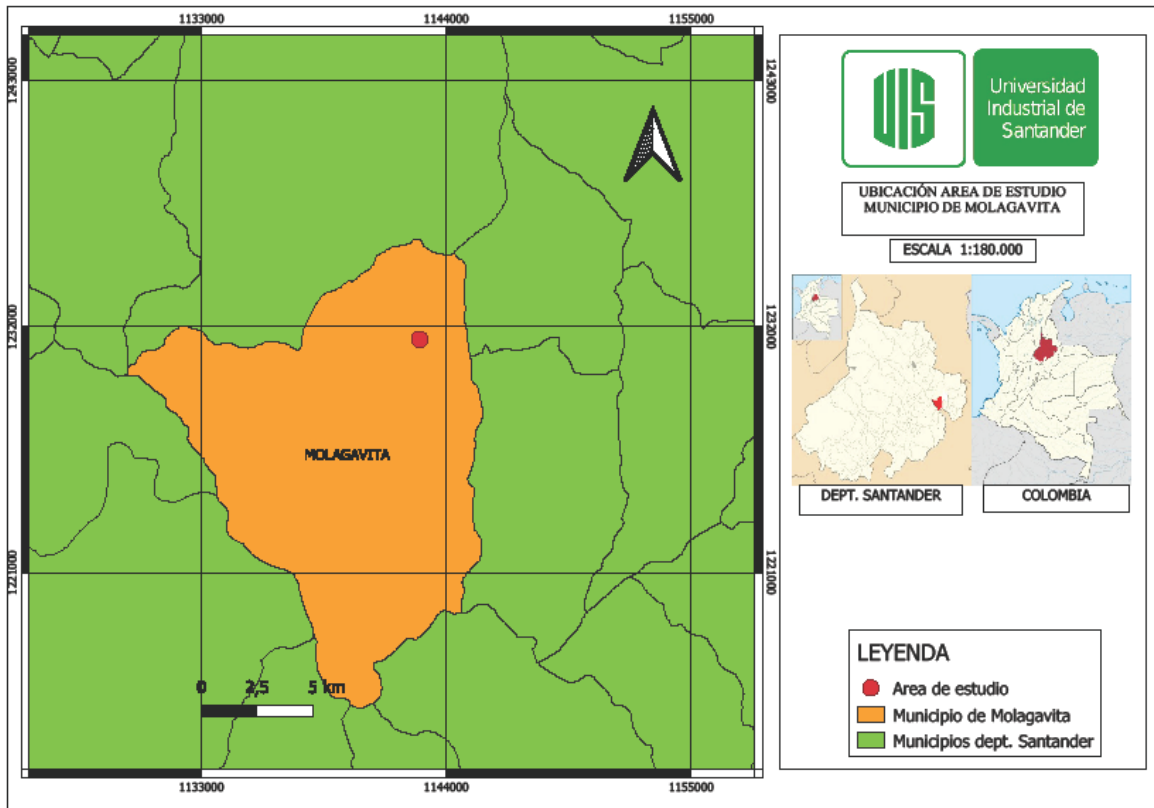 1133000
1144000
1155000
1243000
1243000
1232000
1232000
MOLAGAVITA
1221000
1221000
0 2,5 5 km
1133000
1144000
1155000
UIS
Universidad
Industrial de
Santander
UBICACIÓN AREA DE ESTUDIO
MUNICIPIO DE MOLAGAVITA
ESCALA 1:180.000
DEPT. SANTANDER
COLOMBIA
LEYENDA
Area de estudio
Municipio de Molagavita
Municipios dept. Santander